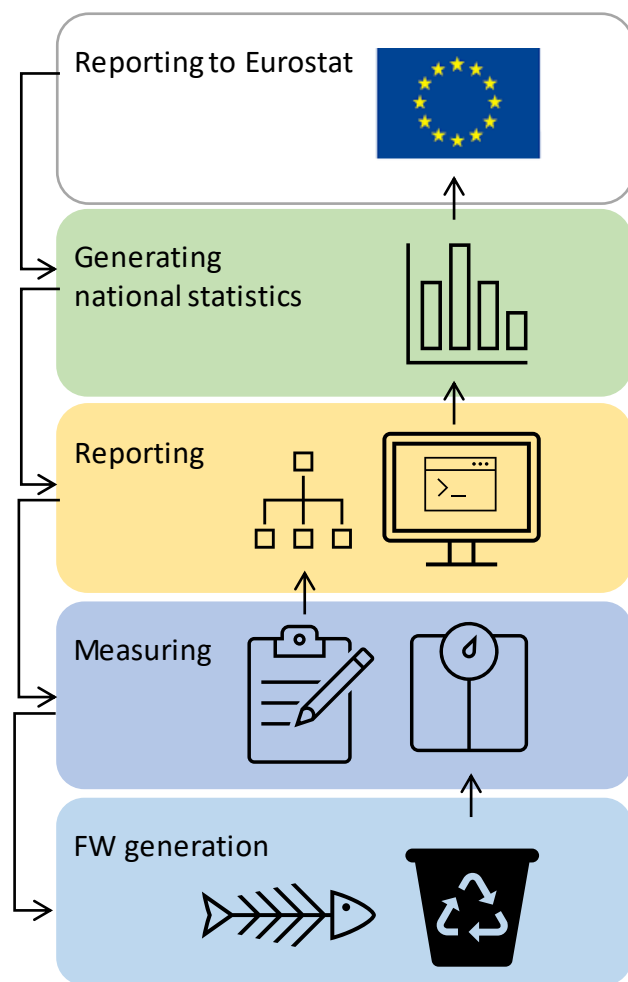 Reporting to Eurostat
Generating
national statistics
Reporting
>_
Measuring
FW generation